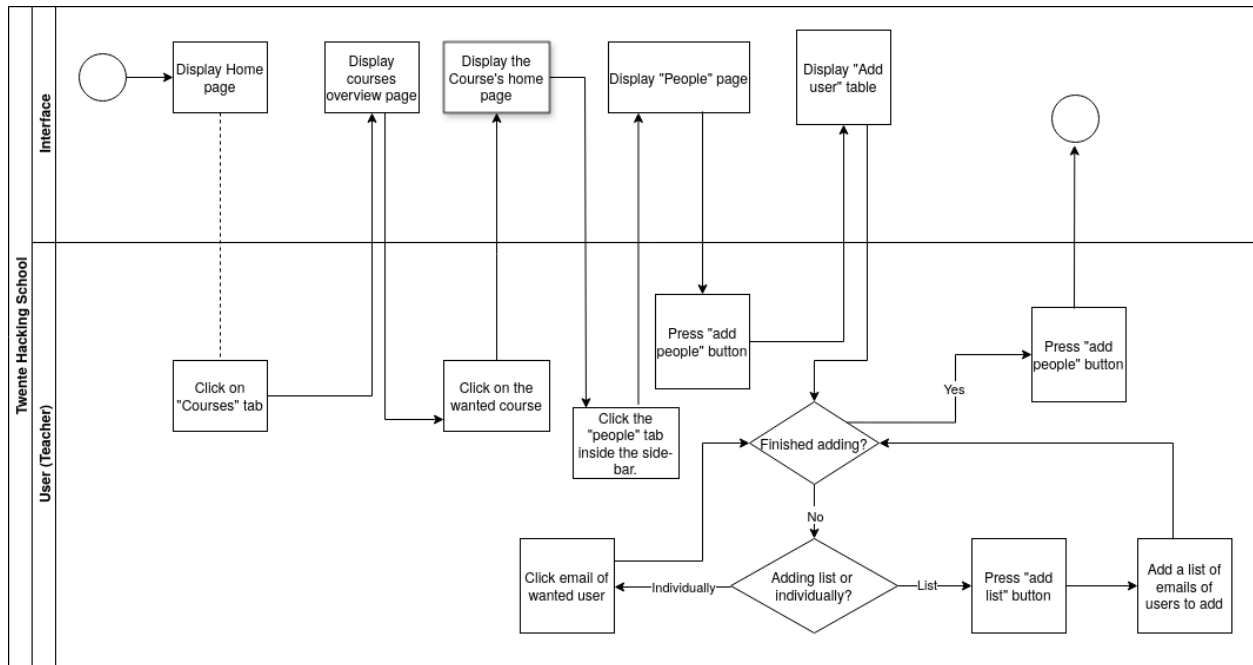 Twente Hacking School
Interface
User (Teacher)
Display Home
page
Display
courses
overview page
Display the
Course's home
page
Display "People" page
Display "Add
user" table
Click on
"Courses" tab
Click on the
wanted course
Click the
"people" tab
inside the side-
bar.
Press "add
people" button
Finished adding?
Yes
Press "add
people" button
No
Adding list or
individually?
Individually
Click email of
wanted user
List
Press "add
list" button
Add a list of
emails of
users to add